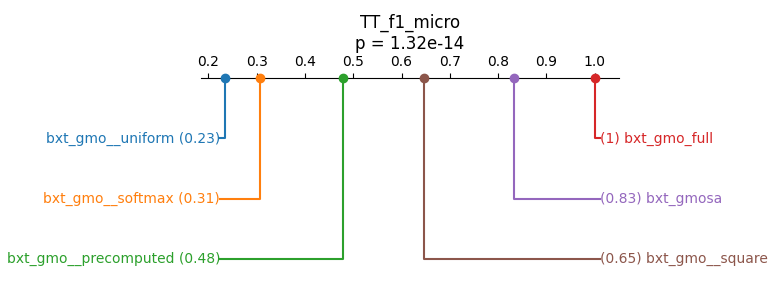 TT_f1_micro
p = 1.32e-14
0.2 0.3 0.4 0.5 0.6 0.7 0.8 0.9 1.0
bxt_gmo__uniform (0.23) (1) bxt_gmo_full
bxt_gmo__softmax (0.31) (0.83) bxt_gmosa
bxt_gmo__precomputed (0.48) (0.65) bxt_gmo__square